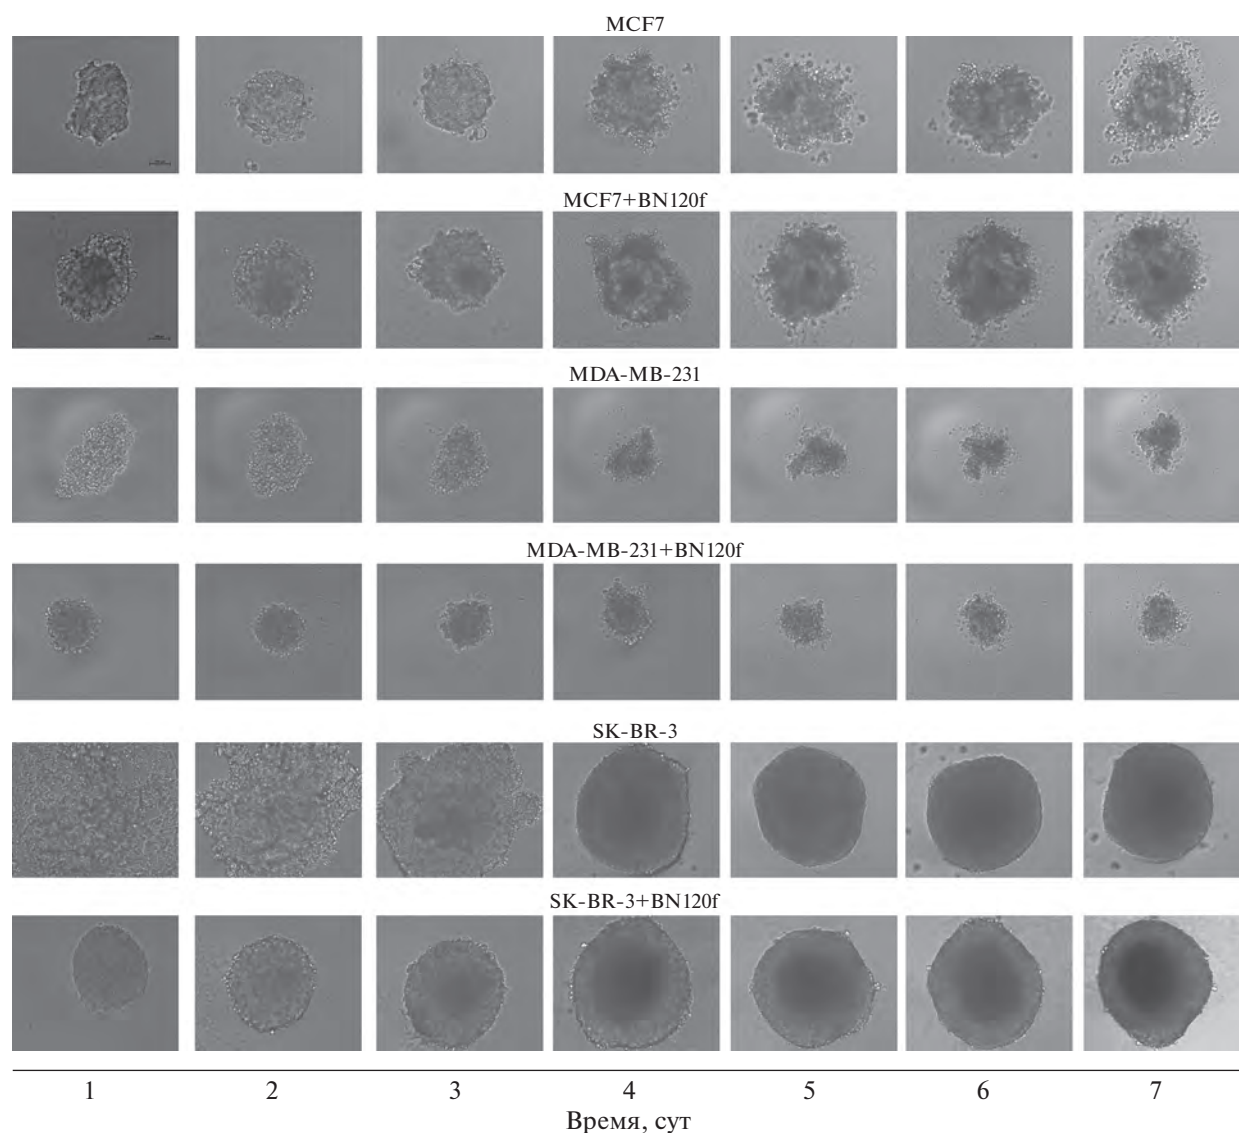 MCF7
MCF7+BN120f
MDA-MB-231
MDA-MB-231+BN120f
SK-BR-3
SK-BR-3+BN120f
1 2 3 4 5 6 7
Время, сут